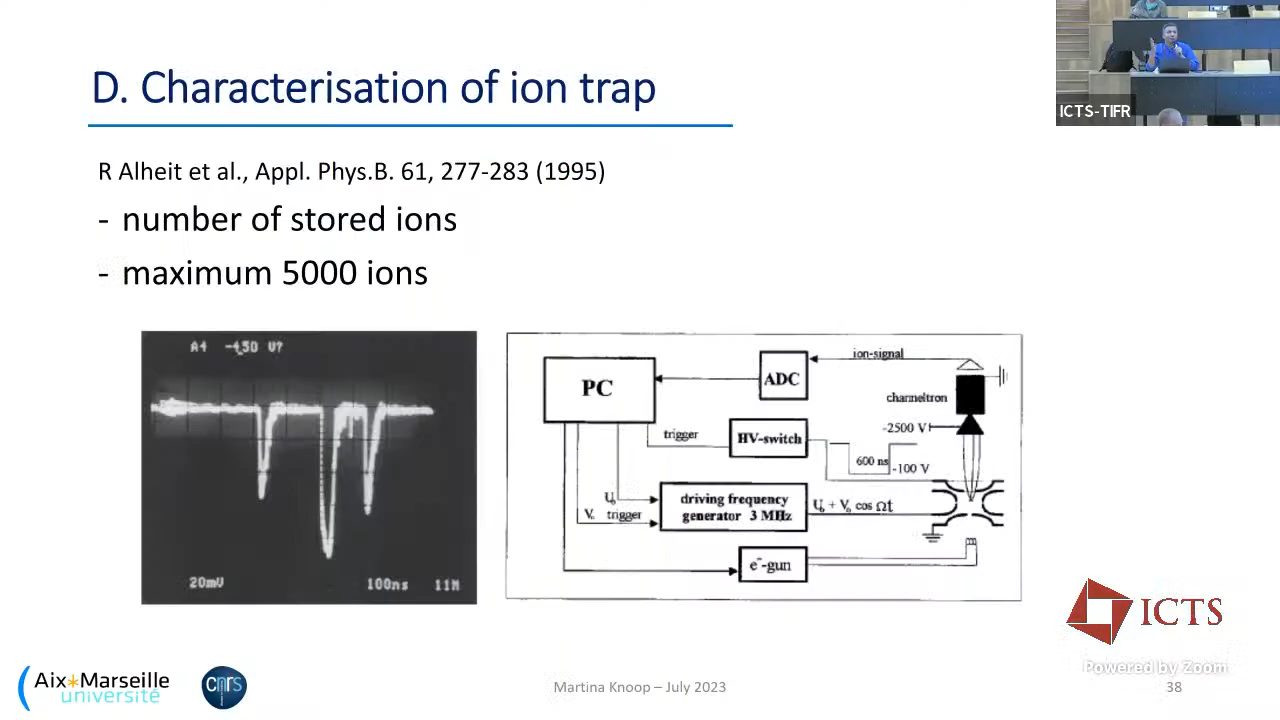 D. Characterisation of ion trap
ICTS-TIFR
R Alheit et al., Appl. Phys.B. 61, 277-283 (1995)
- number of stored ions
- maximum 5000 ions
A4 -450 V?
20mV 100ns 11M
PC
ADC
ion-signal
channeltron
-2500 V
trigger
HV-switch
600 ns
-100 V
U₀
V₀ trigger
driving frequency
generator 3 MHz
U₀ + V₀ cos Ωt
e⁻-gun
ICTS
Powered by Zoom
Aix*Marseille
université
cnrs
Martina Knoop – July 2023
38